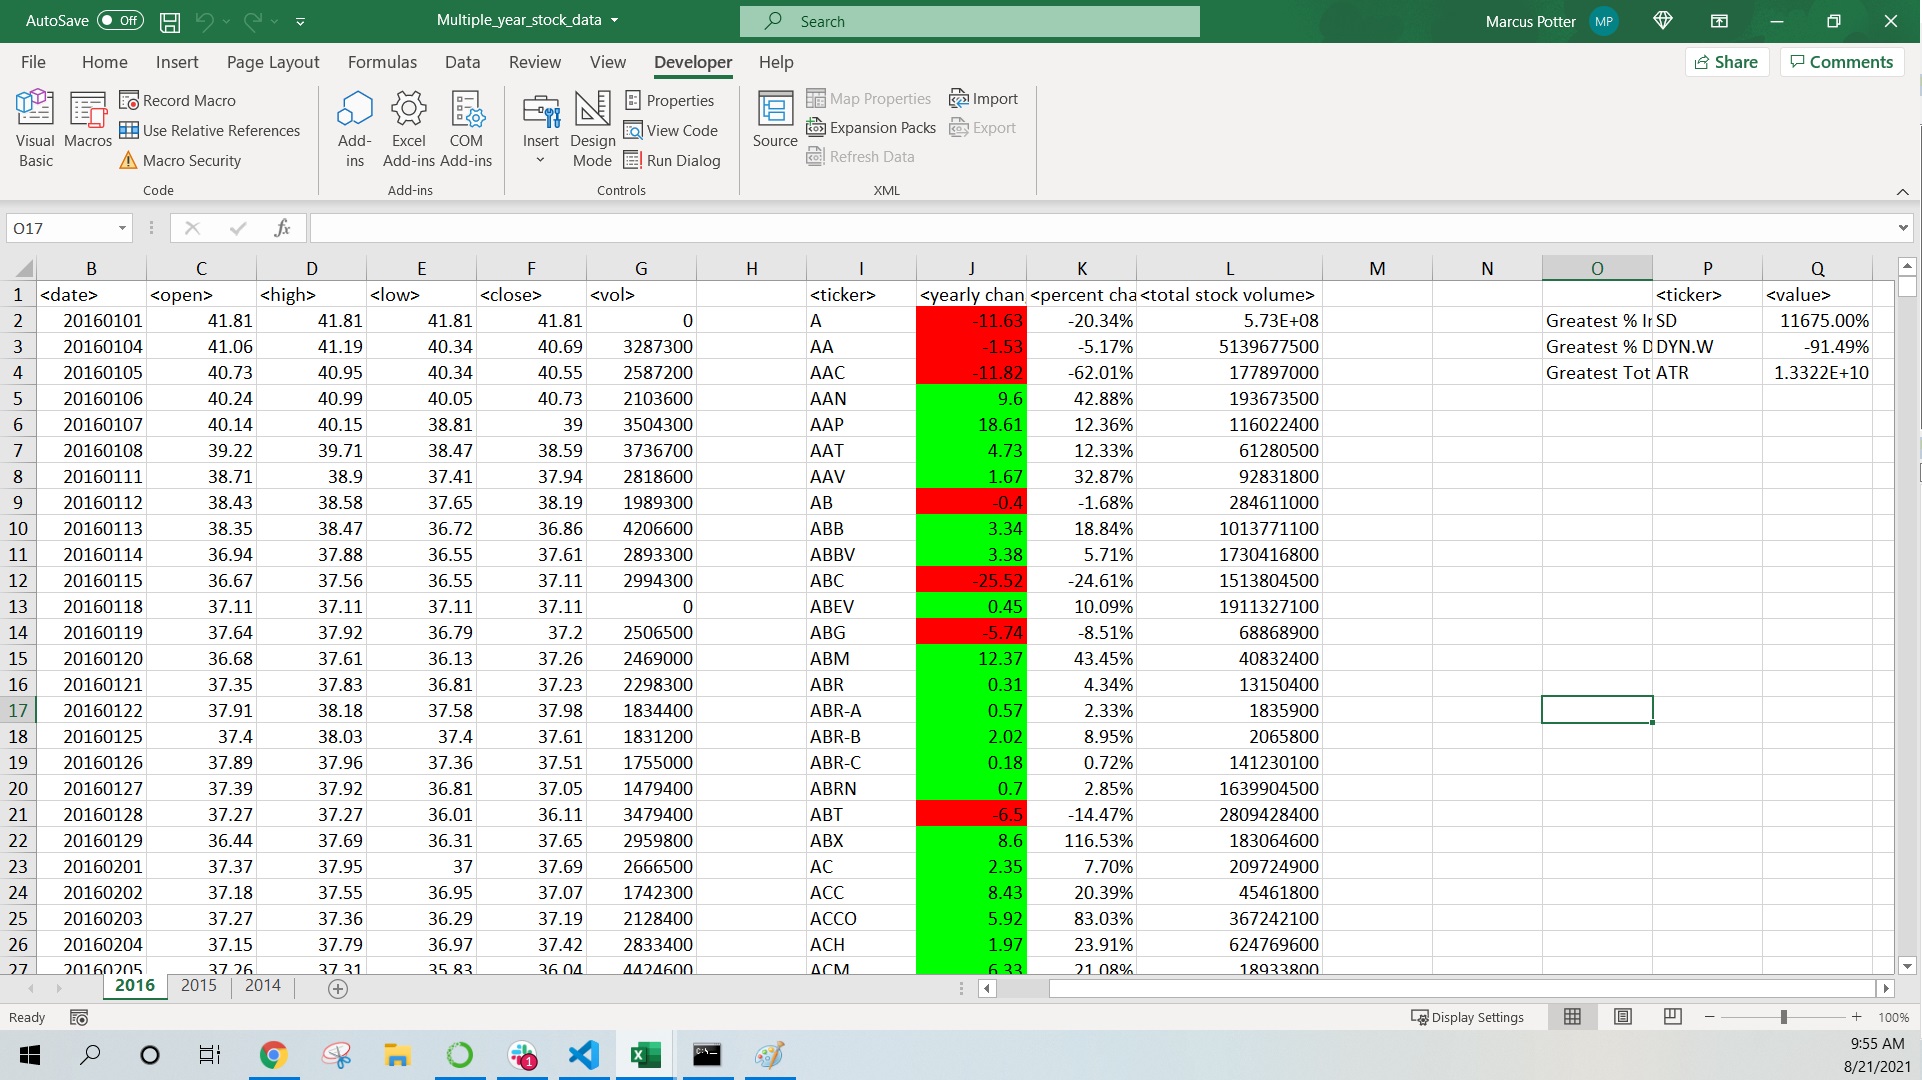 AutoSave Off Multiple_year_stock_data Search Marcus Potter MP
File Home Insert Page Layout Formulas Data Review View Developer Help Share Comments
Visual Basic Macros Record Macro Use Relative References Macro Security Code
Add-ins Excel Add-ins COM Add-ins Add-ins
Insert Design Mode Properties View Code Run Dialog Controls
Source Map Properties Expansion Packs Refresh Data Import Export XML
O17 fx
B C D E F G H I J K L M N O P Q
1 <date> <open> <high> <low> <close> <vol> <ticker> <yearly chan <percent cha <total stock volume> <ticker> <value>
2 20160101 41.81 41.81 41.81 41.81 0 A -11.63 -20.34% 5.73E+08 Greatest % Ir SD 11675.00%
3 20160104 41.06 41.19 40.34 40.69 3287300 AA -1.53 -5.17% 5139677500 Greatest % D DYN.W -91.49%
4 20160105 40.73 40.95 40.34 40.55 2587200 AAC -11.82 -62.01% 177897000 Greatest Tot ATR 1.3322E+10
5 20160106 40.24 40.99 40.05 40.73 2103600 AAN 9.6 42.88% 193673500
6 20160107 40.14 40.15 38.81 39 3504300 AAP 18.61 12.36% 116022400
7 20160108 39.22 39.71 38.47 38.59 3736700 AAT 4.73 12.33% 61280500
8 20160111 38.71 38.9 37.41 37.94 2818600 AAV 1.67 32.87% 92831800
9 20160112 38.43 38.58 37.65 38.19 1989300 AB -0.4 -1.68% 284611000
10 20160113 38.35 38.47 36.72 36.86 4206600 ABB 3.34 18.84% 1013771100
11 20160114 36.94 37.88 36.55 37.61 2893300 ABBV 3.38 5.71% 1730416800
12 20160115 36.67 37.56 36.55 37.11 2994300 ABC -25.52 -24.61% 1513804500
13 20160118 37.11 37.11 37.11 37.11 0 ABEV 0.45 10.09% 1911327100
14 20160119 37.64 37.92 36.79 37.2 2506500 ABG -5.74 -8.51% 68868900
15 20160120 36.68 37.61 36.13 37.26 2469000 ABM 12.37 43.45% 40832400
16 20160121 37.35 37.83 36.81 37.23 2298300 ABR 0.31 4.34% 13150400
17 20160122 37.91 38.18 37.58 37.98 1834400 ABR-A 0.57 2.33% 1835900
18 20160125 37.4 38.03 37.4 37.61 1831200 ABR-B 2.02 8.95% 2065800
19 20160126 37.89 37.96 37.36 37.51 1755000 ABR-C 0.18 0.72% 141230100
20 20160127 37.39 37.92 36.81 37.05 1479400 ABRN 0.7 2.85% 1639904500
21 20160128 37.27 37.27 36.01 36.11 3479400 ABT -6.5 -14.47% 2809428400
22 20160129 36.44 37.69 36.31 37.65 2959800 ABX 8.6 116.53% 183064600
23 20160201 37.37 37.95 37 37.69 2666500 AC 2.35 7.70% 209724900
24 20160202 37.18 37.55 36.95 37.07 1742300 ACC 8.43 20.39% 45461800
25 20160203 37.27 37.36 36.29 37.19 2128400 ACCO 5.92 83.03% 367242100
26 20160204 37.15 37.79 36.97 37.42 2833400 ACH 1.97 23.91% 624769600
27 20160205 37.26 37.31 35.83 36.04 4424600 ACM 6.33 21.08% 18933800
2016 2015 2014
Ready Display Settings 100%
1
9:55 AM
8/21/2021